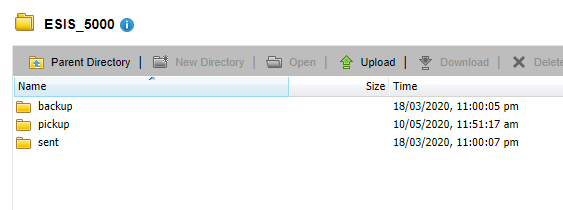 ESIS_5000
Parent Directory | New Directory | Open | Upload | Download | Delete
Name Size Time
backup 18/03/2020, 11:00:05 pm
pickup 10/05/2020, 11:51:17 am
sent 18/03/2020, 11:00:07 pm